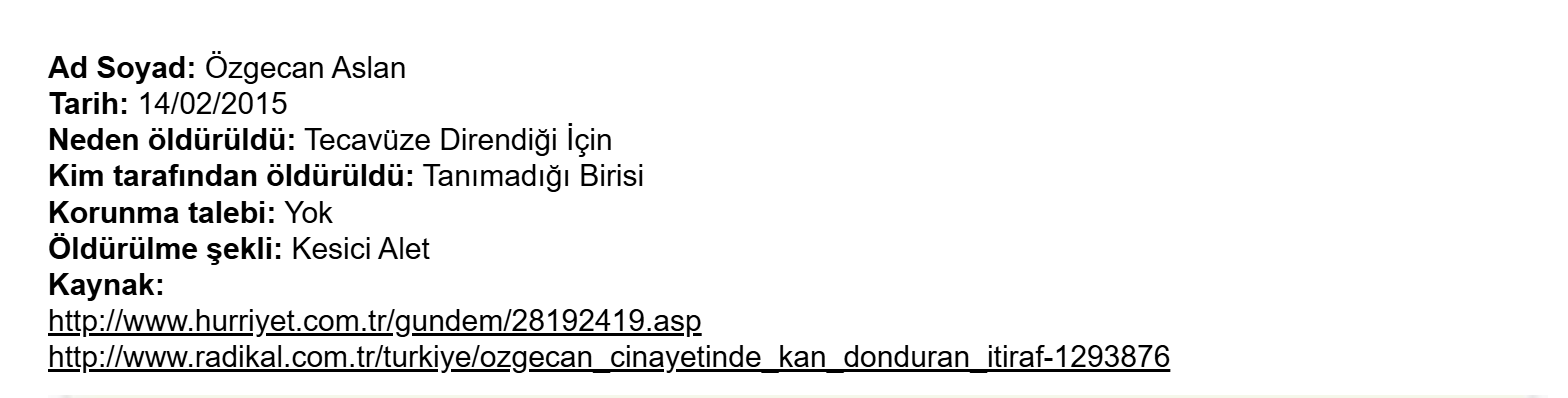 Ad Soyad: Özgecan Aslan
Tarih: 14/02/2015
Neden öldürüldü: Tecavüze Direndiği İçin
Kim tarafından öldürüldü: Tanımadığı Birisi
Korunma talebi: Yok
Öldürülme şekli: Kesici Alet
Kaynak:
http://www.hurriyet.com.tr/gundem/28192419.asp
http://www.radikal.com.tr/turkiye/ozgecan_cinayetinde_kan_donduran_itiraf-1293876